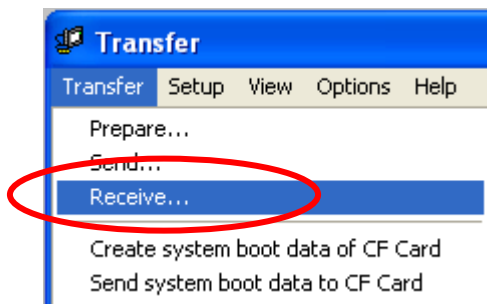 Transfer
Transfer Setup View Options Help
Prepare...
Send...
Receive...
Create system boot data of CF Card
Send system boot data to CF Card